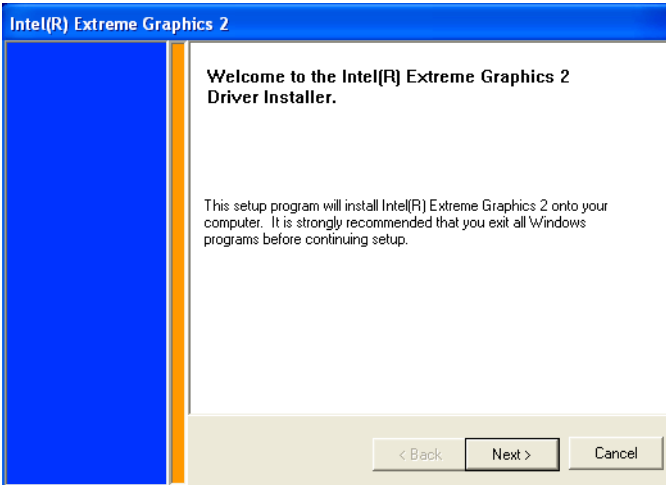 Intel(R) Extreme Graphics 2
Welcome to the Intel(R) Extreme Graphics 2
Driver Installer.
This setup program will install Intel(R) Extreme Graphics 2 onto your
computer. It is strongly recommended that you exit all Windows
programs before continuing setup.
< Back Next > Cancel